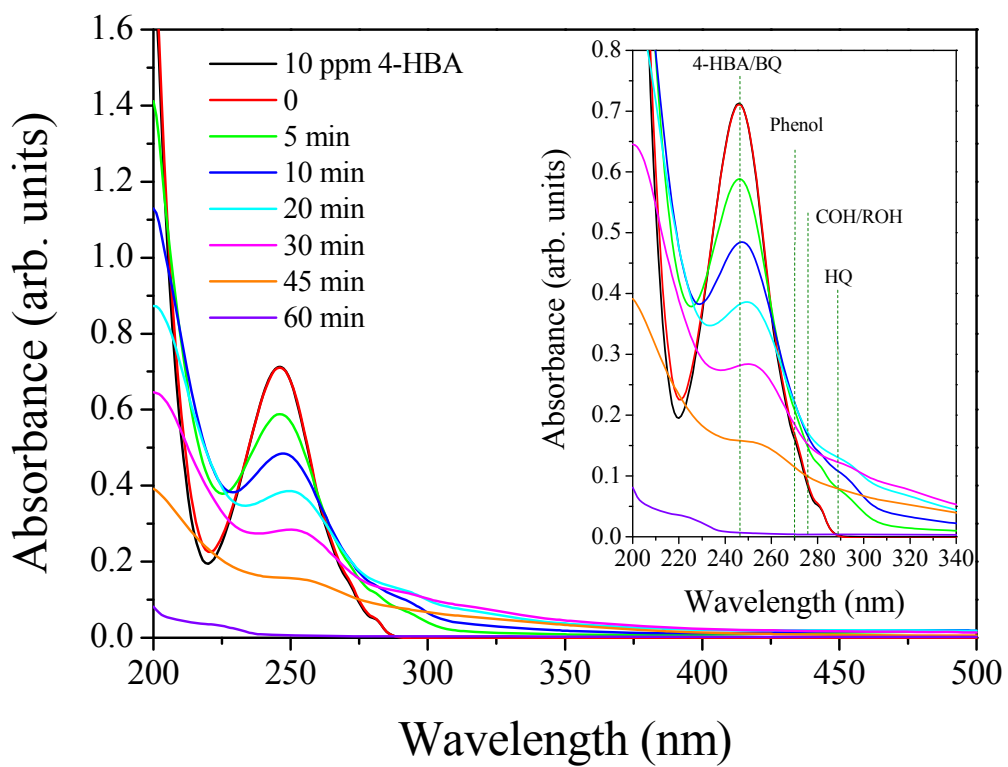 Absorbance (arb. units)
1.6
1.4
1.2
1.0
0.8
0.6
0.4
0.2
0.0
200
250
300
350
400
450
500
Wavelength (nm)
10 ppm 4-HBA
0
5 min
10 min
20 min
30 min
45 min
60 min
Absorbance (arb. units)
0.8
0.7
0.6
0.5
0.4
0.3
0.2
0.1
0.0
4-HBA/BQ
Phenol
COH/ROH
HQ
200 220 240 260 280 300 320 340
Wavelength (nm)